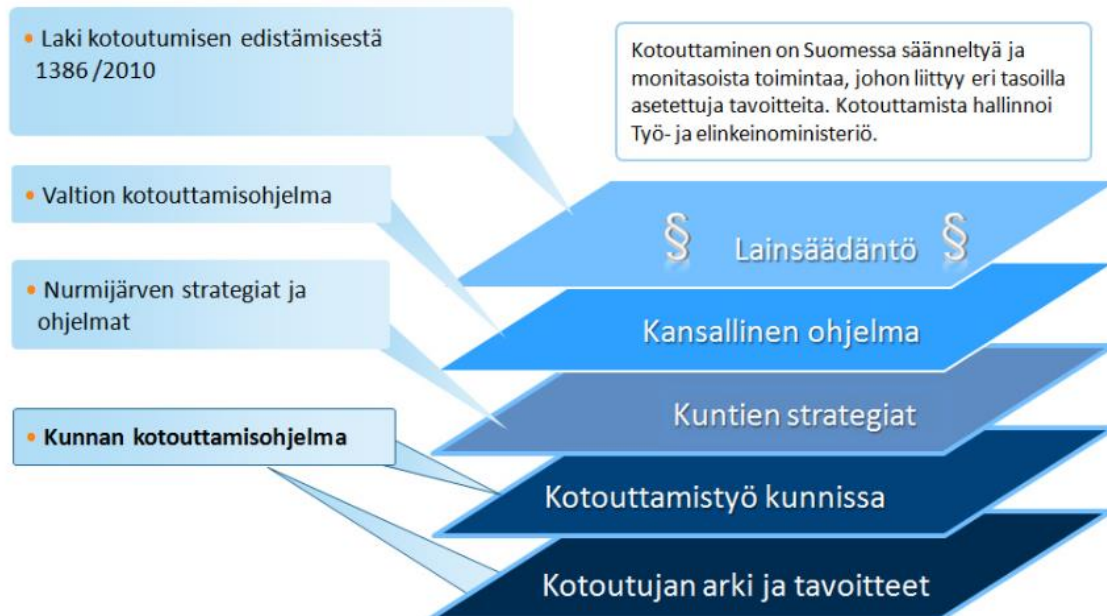 • Laki kotoutumisen edistämisestä
1386 /2010
Kotouttaminen on Suomessa säänneltyä ja
monitasoista toimintaa, johon liittyy eri tasoilla
asetettuja tavoitteita. Kotouttamista hallinnoi
Työ- ja elinkeinoministeriö.
• Valtion kotouttamisohjelma
§ Lainsäädäntö §
• Nurmijärven strategiat ja
ohjelmat
Kansallinen ohjelma
Kuntien strategiat
• Kunnan kotouttamisohjelma
Kotouttamistyö kunnissa
Kotoutujan arki ja tavoitteet